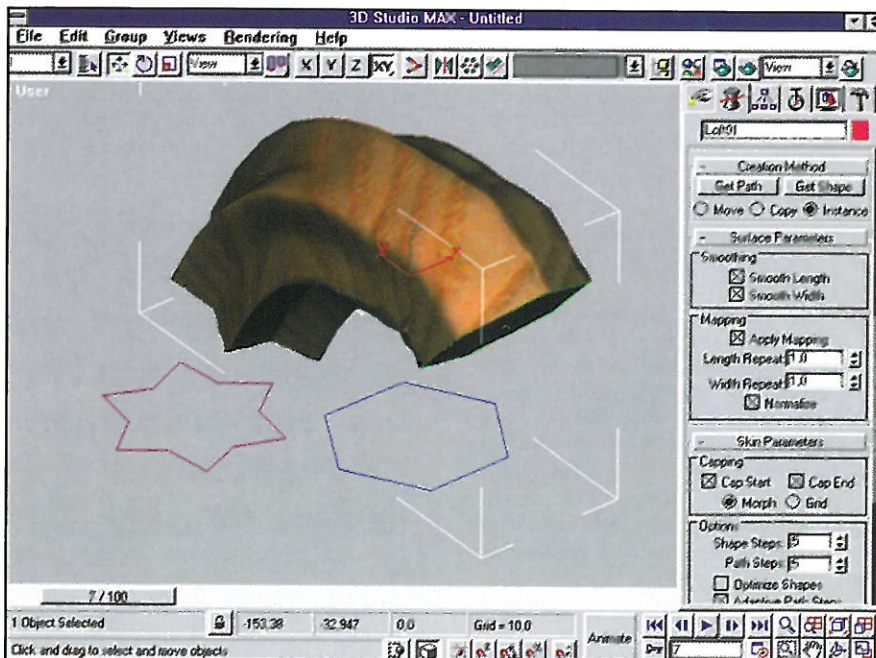 3D Studio MAX - Untitled
File Edit Group Views Rendering Help
View X Y Z XY View
User
Loft01
Creation Method
Get Path Get Shape
Move Copy Instance
Surface Parameters
Smoothing
Smooth Length
Smooth Width
Mapping
Apply Mapping
Length Repeat: 1.0
Width Repeat: 1.0
Normalize
Skin Parameters
Capping
Cap Start Cap End
Morph Grid
Options
Shape Steps: 5
Path Steps: 5
Optimize Shapes
Adaptive Path Steps
7 / 100
1 Object Selected -153.38 -32.947 0.0 Grid = 10.0 Animate
Click and drag to select and move objects 7